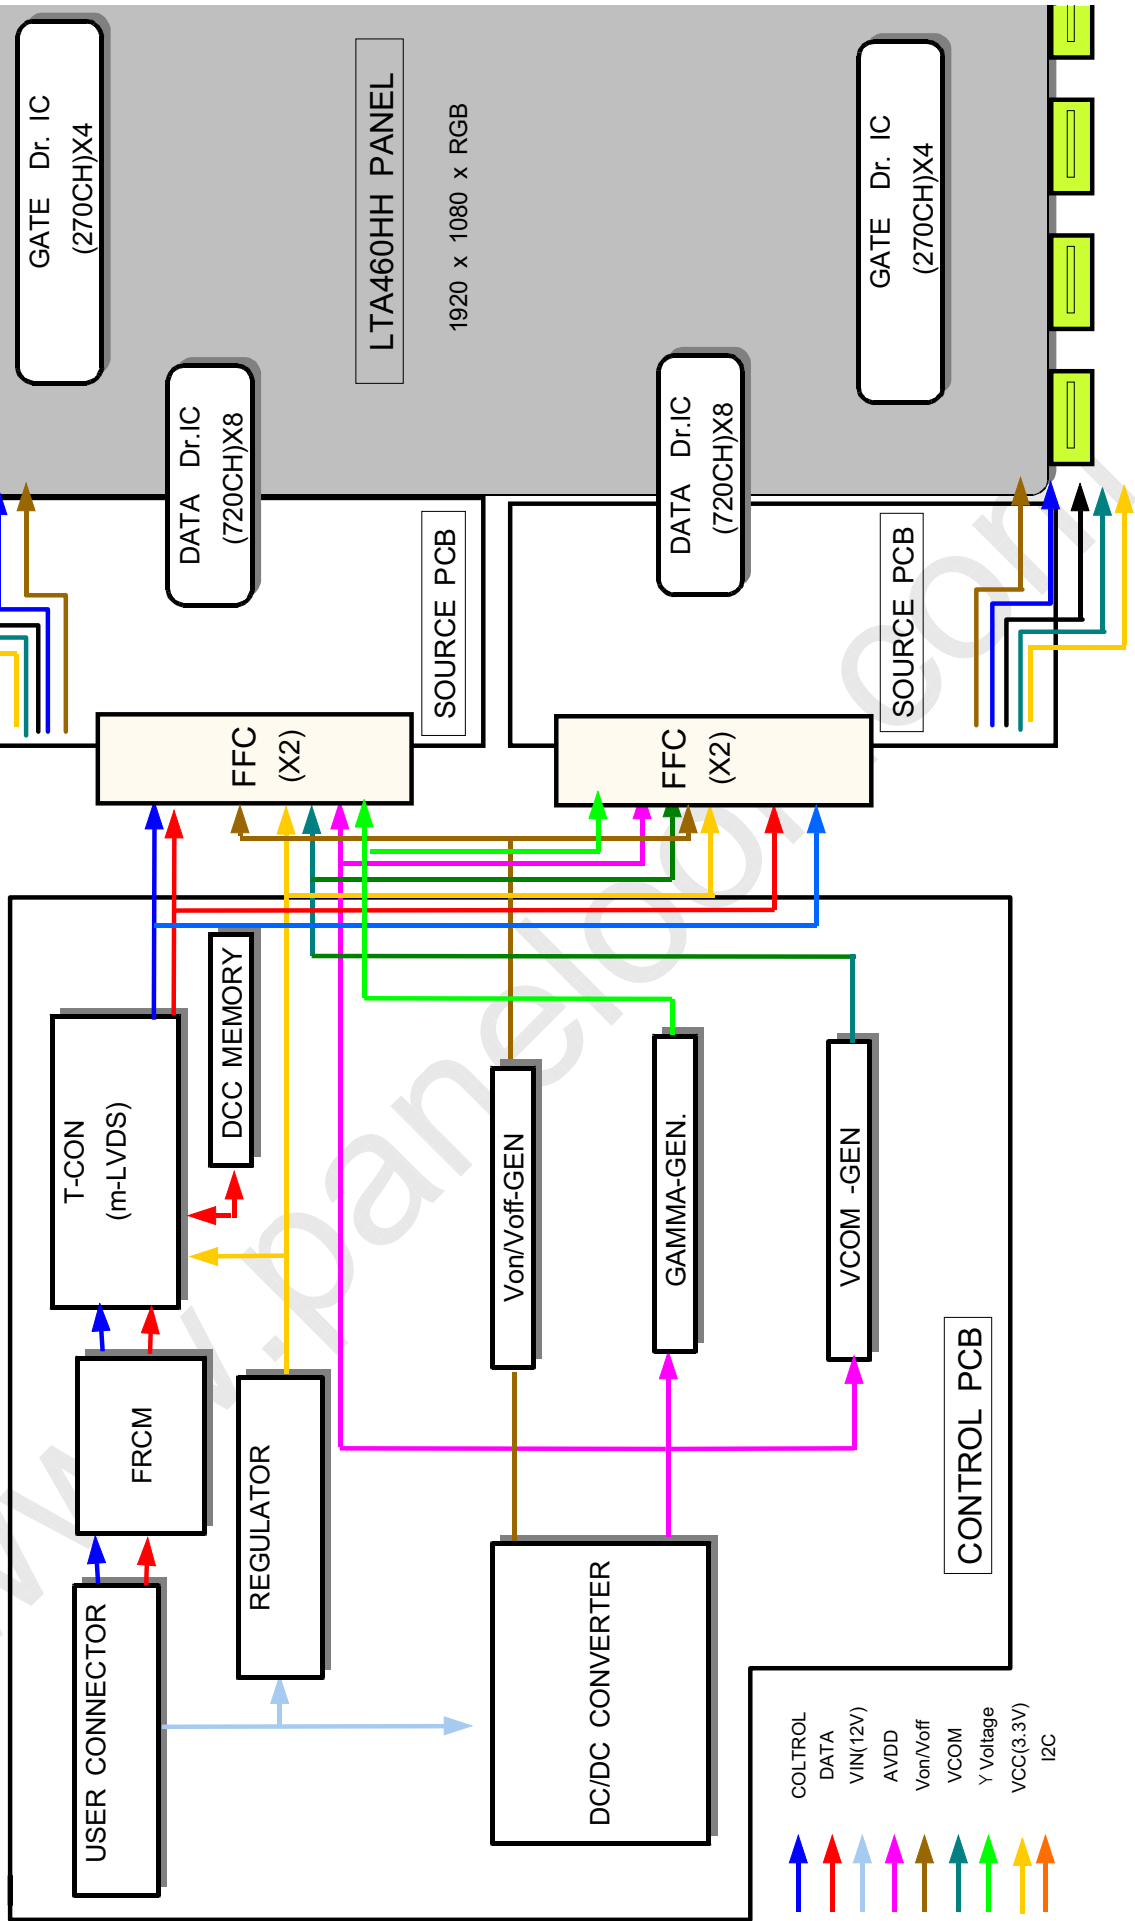 GATE Dr. IC
(270CH)X4
LTA460HH PANEL
1920 x 1080 x RGB
GATE Dr. IC
(270CH)X4
DATA Dr.IC
(720CH)X8
DATA Dr.IC
(720CH)X8
SOURCE PCB
SOURCE PCB
FFC
(X2)
FFC
(X2)
T-CON
(m-LVDS)
DCC MEMORY
Von/Voff-GEN
GAMMA-GEN.
VCOM -GEN
FRCM
REGULATOR
USER CONNECTOR
DC/DC CONVERTER
CONTROL PCB
COLTROL
DATA
VIN(12V)
AVDD
Von/Voff
VCOM
Y Voltage
VCC(3.3V)
I2C